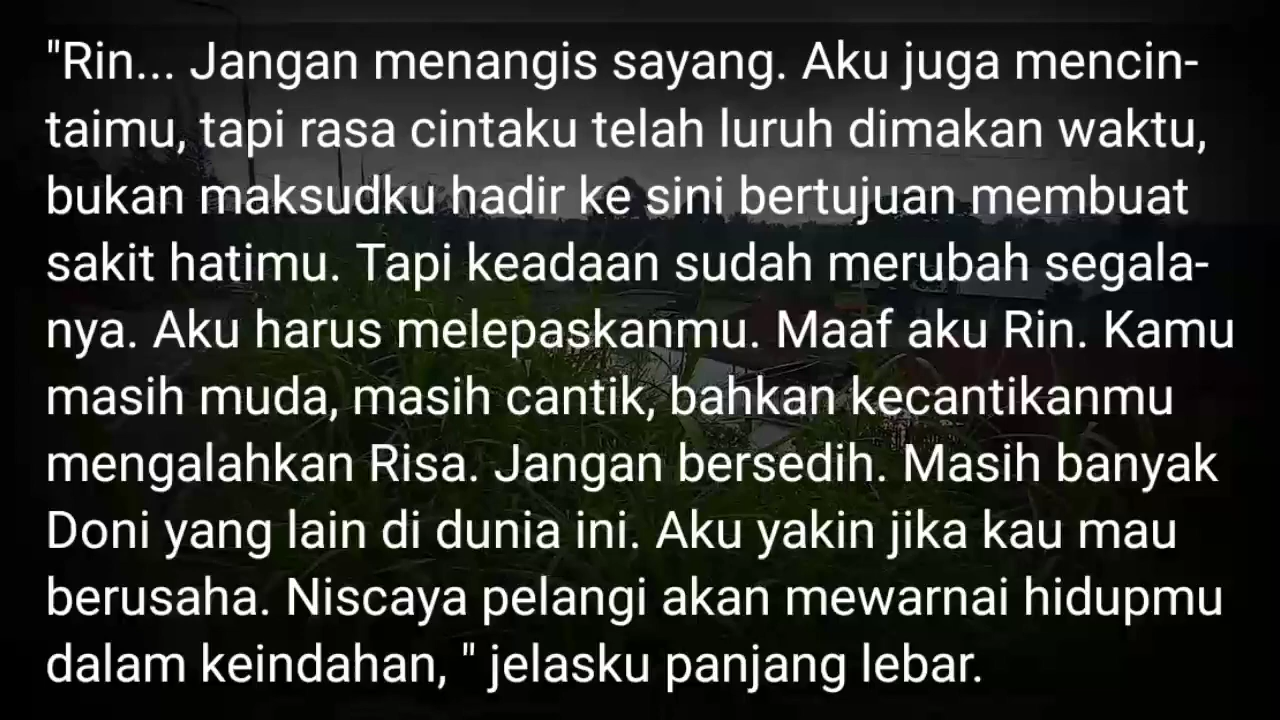 "Rin... Jangan menangis sayang. Aku juga mencin-
taimu, tapi rasa cintaku telah luruh dimakan waktu,
bukan maksudku hadir ke sini bertujuan membuat
sakit hatimu. Tapi keadaan sudah merubah segala-
nya. Aku harus melepaskanmu. Maaf aku Rin. Kamu
masih muda, masih cantik, bahkan kecantikanmu
mengalahkan Risa. Jangan bersedih. Masih banyak
Doni yang lain di dunia ini. Aku yakin jika kau mau
berusaha. Niscaya pelangi akan mewarnai hidupmu
dalam keindahan, " jelasku panjang lebar.